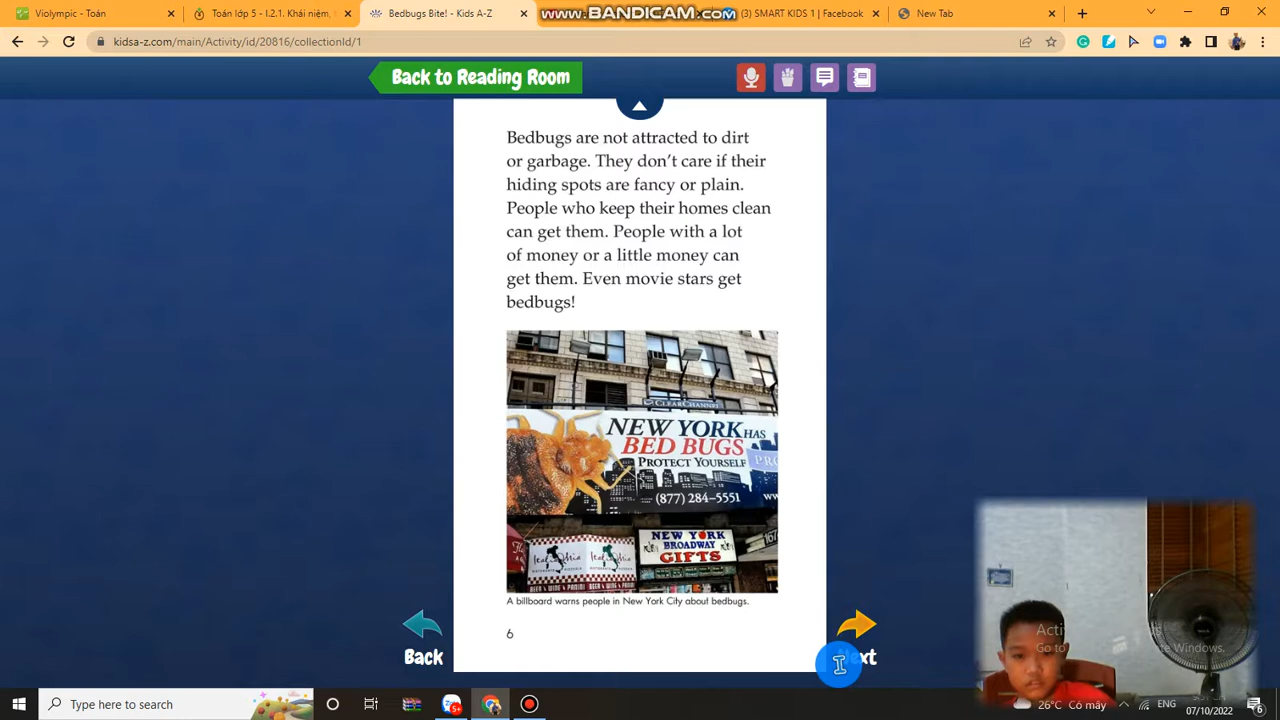 Violympic - Toán
Toán lớp 5 - I.2.1. Khái niệm,
Bedbugs Bite! - Kids A-Z
WWW.BANDICAM.COM
(3) SMART KIDS 1 | Facebook
New Tab
kidsa-z.com/main/Activity/id/20816/collectionId/1
Back to Reading Room
Bedbugs are not attracted to dirt
or garbage. They don't care if their
hiding spots are fancy or plain.
People who keep their homes clean
can get them. People with a lot
of money or a little money can
get them. Even movie stars get
bedbugs!
CLEARCHANNEL
NEW YORK HAS
BED BUGS
PROTECT YOURSELF
(877) 284-5551
NEW YORK
BROADWAY
GIFTS
A billboard warns people in New York City about bedbugs.
6
Back
Next
Type here to search
26°C Có mây
ENG
07/10/2022